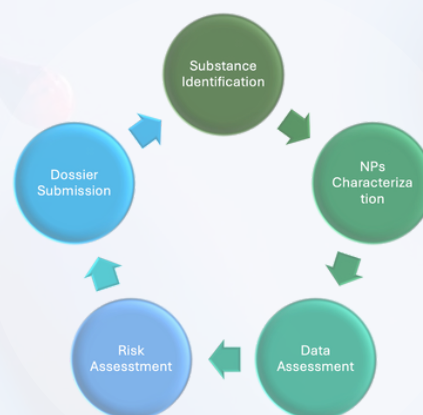 Substance
Identification
NPs
Characteriza
tion
Data
Assessment
Risk
Assesstment
Dossier
Submission